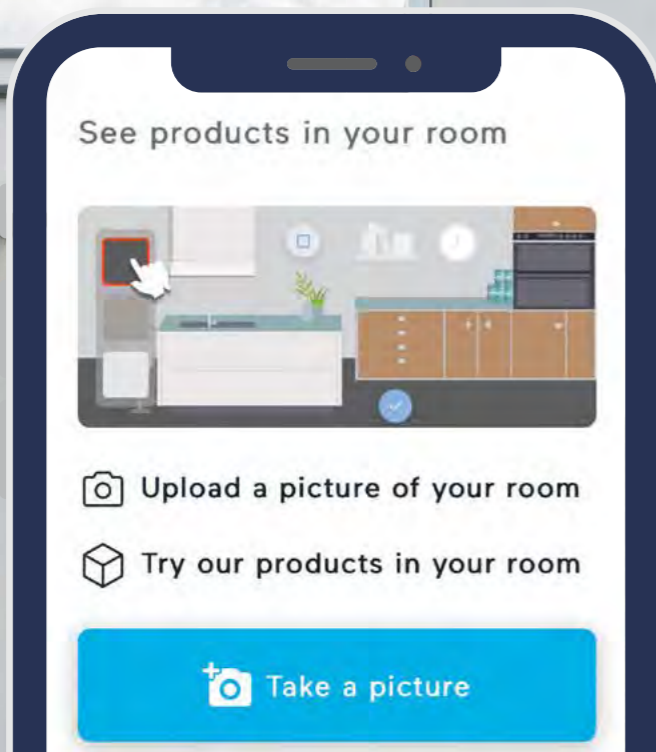 See products in your room
Upload a picture of your room
Try our products in your room
Take a picture